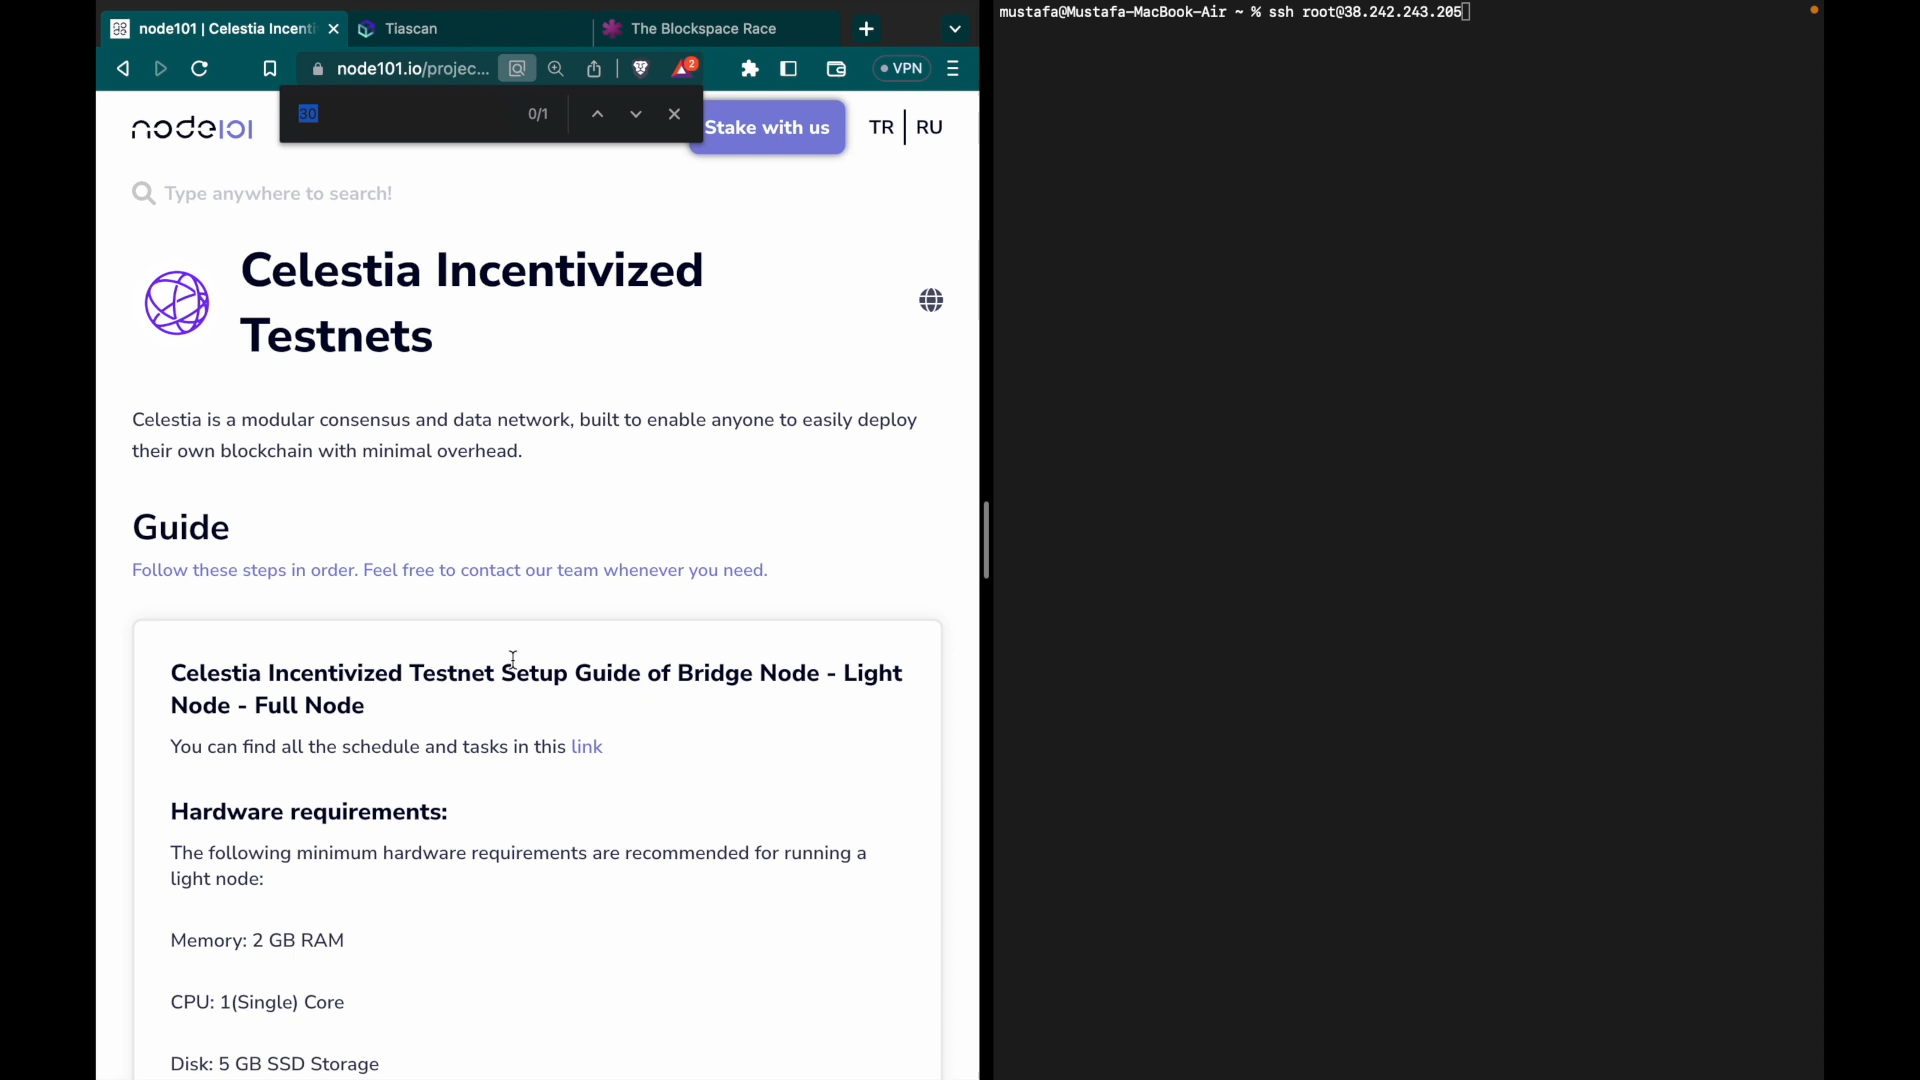 node101 | Celestia Incenti
Tiascan
The Blockspace Race
node101.io/projec...
2
VPN
30
0/1
node101
Stake with us
TR | RU
Type anywhere to search!
Celestia Incentivized
Testnets
Celestia is a modular consensus and data network, built to enable anyone to easily deploy
their own blockchain with minimal overhead.
Guide
Follow these steps in order. Feel free to contact our team whenever you need.
Celestia Incentivized Testnet Setup Guide of Bridge Node - Light
Node - Full Node
You can find all the schedule and tasks in this link
Hardware requirements:
The following minimum hardware requirements are recommended for running a
light node:
Memory: 2 GB RAM
CPU: 1(Single) Core
Disk: 5 GB SSD Storage
mustafa@Mustafa-MacBook-Air ~ % ssh root@38.242.243.205